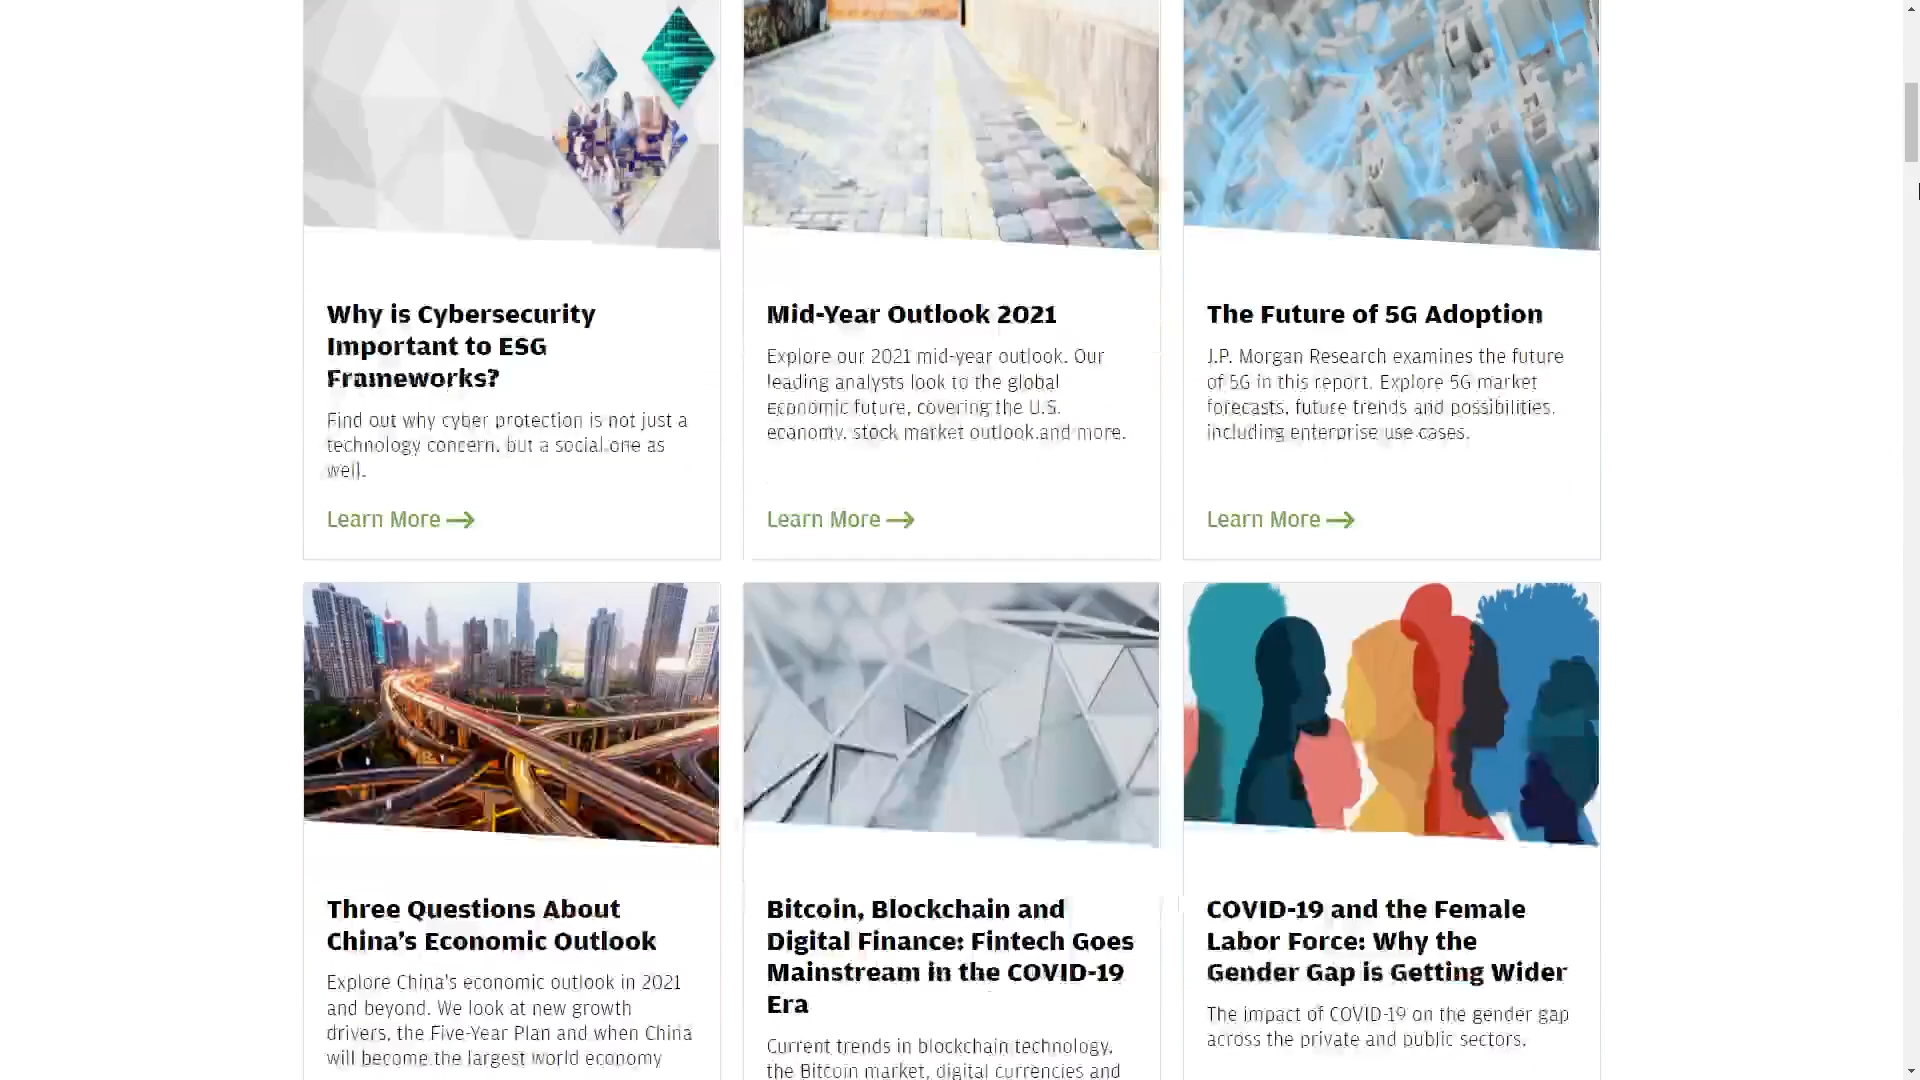 Why is Cybersecurity
Important to ESG
Frameworks?
Find out why cyber protection is not just a
technology concern, but a social one as
well.
Learn More
Mid-Year Outlook 2021
Explore our 2021 mid-year outlook. Our
leading analysts look to the global
economic future, covering the U.S.
economy, stock market outlook and more.
Learn More
The Future of 5G Adoption
J.P. Morgan Research examines the future
of 5G in this report. Explore 5G market
forecasts, future trends and possibilities,
including enterprise use cases.
Learn More
Three Questions About
China's Economic Outlook
Explore China's economic outlook in 2021
and beyond. We look at new growth
drivers, the Five-Year Plan and when China
will become the largest world economy
Bitcoin, Blockchain and
Digital Finance: Fintech Goes
Mainstream in the COVID-19
Era
Current trends in blockchain technology,
the Bitcoin market, digital currencies and
COVID-19 and the Female
Labor Force: Why the
Gender Gap is Getting Wider
The impact of COVID-19 on the gender gap
across the private and public sectors.